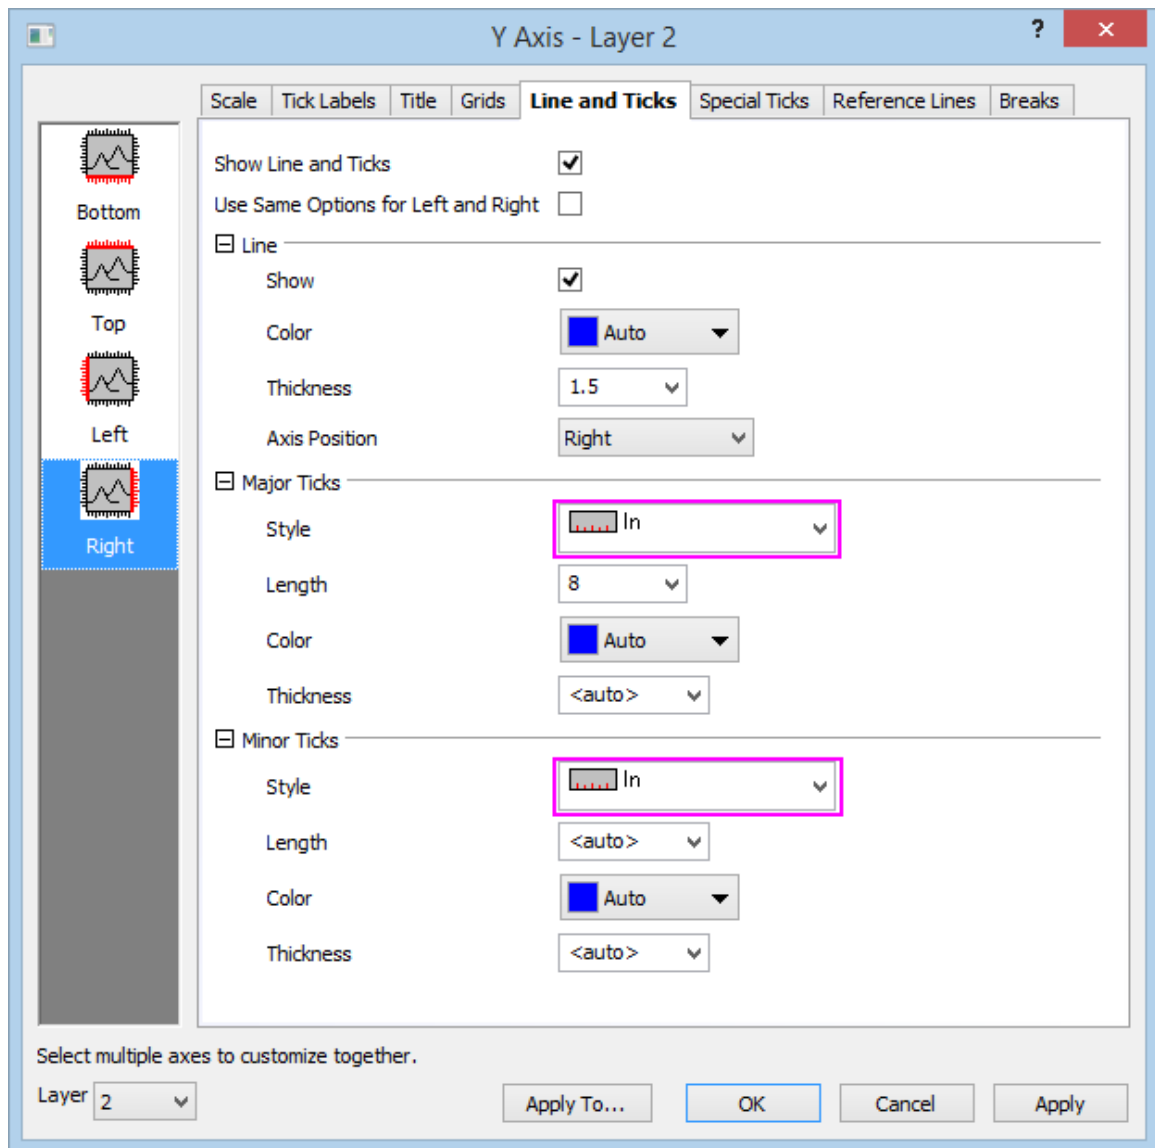 Y Axis - Layer 2
?
Scale Tick Labels Title Grids Line and Ticks Special Ticks Reference Lines Breaks
Bottom
Top
Left
Right
Show Line and Ticks
Use Same Options for Left and Right
Line
Show
Color Auto
Thickness 1.5
Axis Position Right
Major Ticks
Style In
Length 8
Color Auto
Thickness <auto>
Minor Ticks
Style In
Length <auto>
Color Auto
Thickness <auto>
Select multiple axes to customize together.
Layer 2 Apply To... OK Cancel Apply